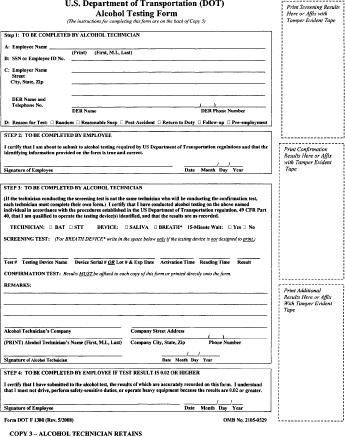 U.S. Department of Transportation (DOT)
Alcohol Testing Form
(The instructions for completing this form are on the back of Copy 3)
Print Screening Results
Here or Affix with
Tamper Evident Tape
Step 1: TO BE COMPLETED BY ALCOHOL TECHNICIAN
A: Employee Name
(Print) (First, M.I., Last)
B: SSN or Employee ID No.
C: Employer Name
Street
City, State, Zip
DER Name and
Telephone No.
( )
DER Name DER Phone Number
D: Reason for Test: □ Random □ Reasonable Susp □ Post-Accident □ Return to Duty □ Follow-up □ Pre-employment
STEP 2: TO BE COMPLETED BY EMPLOYEE
I certify that I am about to submit to alcohol testing required by US Department of Transportation regulations and that the
identifying information provided on the form is true and correct.
/ /
Signature of Employee Date Month Day Year
Print Confirmation
Results Here or Affix
with Tamper Evident
Tape
STEP 3: TO BE COMPLETED BY ALCOHOL TECHNICIAN
(If the technician conducting the screening test is not the same technician who will be conducting the confirmation test,
each technician must complete their own form.) I certify that I have conducted alcohol testing on the above named
individual in accordance with the procedures established in the US Department of Transportation regulation, 49 CFR Part
40, that I am qualified to operate the testing device(s) identified, and that the results are as recorded.
TECHNICIAN: □ BAT □ STT DEVICE: □ SALIVA □ BREATH* 15-Minute Wait: □ Yes □ No
SCREENING TEST: (For BREATH DEVICE* write in the space below only if the testing device is not designed to print.)
Test # Testing Device Name Device Serial # OR Lot # & Exp Date Activation Time Reading Time Result
CONFIRMATION TEST: Results MUST be affixed to each copy of this form or printed directly onto the form.
REMARKS:
Print Additional
Results Here or Affix
With Tamper Evident
Tape
Alcohol Technician's Company Company Street Address
( )
(PRINT) Alcohol Technician's Name (First, M.I., Last) Company City, State, Zip Phone Number
/ /
Signature of Alcohol Technician Date Month Day Year
STEP 4: TO BE COMPLETED BY EMPLOYEE IF TEST RESULT IS 0.02 OR HIGHER
I certify that I have submitted to the alcohol test, the results of which are accurately recorded on this form. I understand
that I must not drive, perform safety-sensitive duties, or operate heavy equipment because the results are 0.02 or greater.
/ /
Signature of Employee Date Month Day Year
Form DOT F 1380 (Rev. 5/2008) OMB No. 2105-0529
COPY 3 – ALCOHOL TECHNICIAN RETAINS